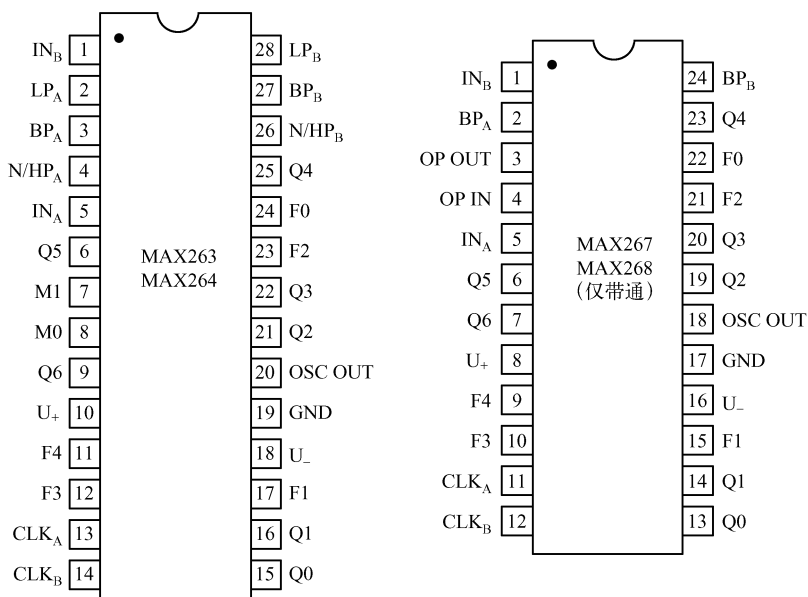 IN_B 1 28 LP_B
LP_A 2 27 BP_B
BP_A 3 26 N/HP_B
N/HP_A 4 25 Q4
IN_A 5 24 F0
Q5 6 23 F2
M1 7 22 Q3
M0 8 21 Q2
Q6 9 20 OSC OUT
U_+ 10 19 GND
F4 11 18 U_-
F3 12 17 F1
CLK_A 13 16 Q1
CLK_B 14 15 Q0
MAX263
MAX264
IN_B 1 24 BP_B
BP_A 2 23 Q4
OP OUT 3 22 F0
OP IN 4 21 F2
IN_A 5 20 Q3
Q5 6 19 Q2
Q6 7 18 OSC OUT
U_+ 8 17 GND
F4 9 16 U_-
F3 10 15 F1
CLK_A 11 14 Q1
CLK_B 12 13 Q0
MAX267
MAX268
(仅带通)